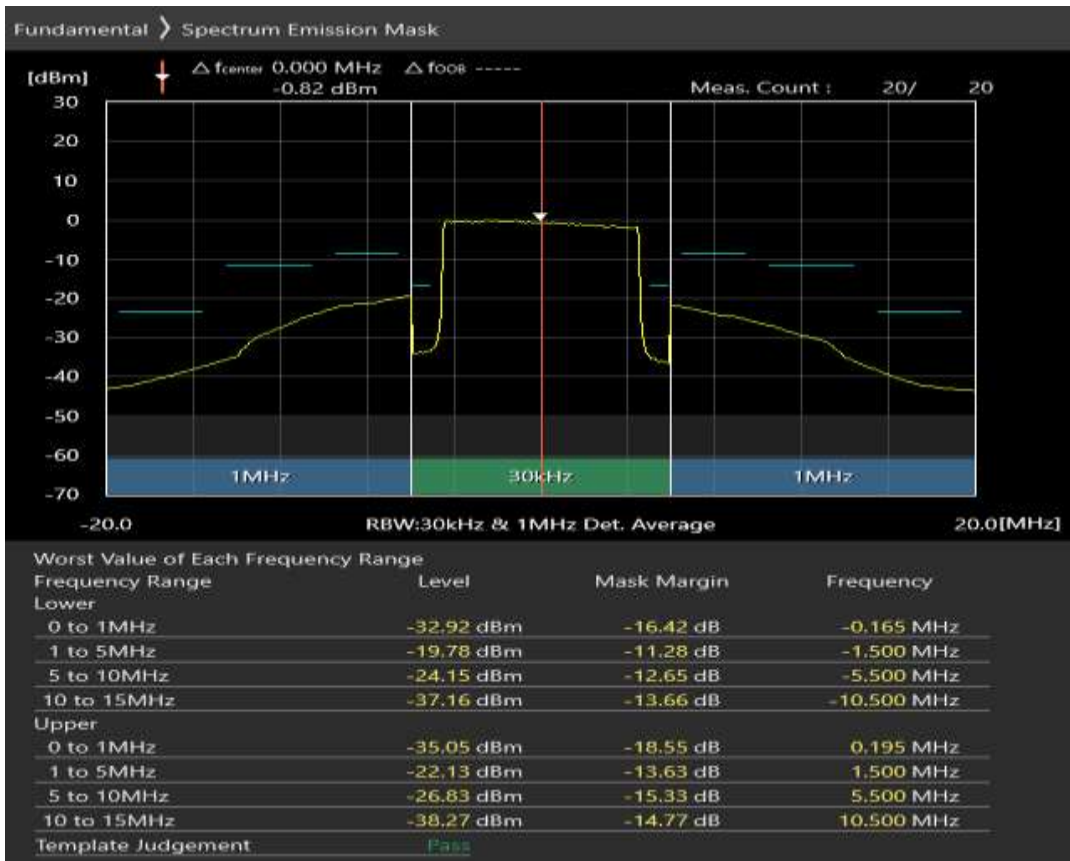 Fundamental ❯ Spectrum Emission Mask
[dBm] △ fcenter 0.000 MHz △ fOOB -----
-0.82 dBm Meas. Count : 20/ 20
30
20
10
0
-10
-20
-30
-40
-50
-60
1MHz 30kHz 1MHz
-70
-20.0 RBW:30kHz & 1MHz Det. Average 20.0[MHz]
Worst Value of Each Frequency Range
Frequency Range Level Mask Margin Frequency
Lower
0 to 1MHz -32.92 dBm -16.42 dB -0.165 MHz
1 to 5MHz -19.78 dBm -11.28 dB -1.500 MHz
5 to 10MHz -24.15 dBm -12.65 dB -5.500 MHz
10 to 15MHz -37.16 dBm -13.66 dB -10.500 MHz
Upper
0 to 1MHz -35.05 dBm -18.55 dB 0.195 MHz
1 to 5MHz -22.13 dBm -13.63 dB 1.500 MHz
5 to 10MHz -26.83 dBm -15.33 dB 5.500 MHz
10 to 15MHz -38.27 dBm -14.77 dB 10.500 MHz
Template Judgement Pass